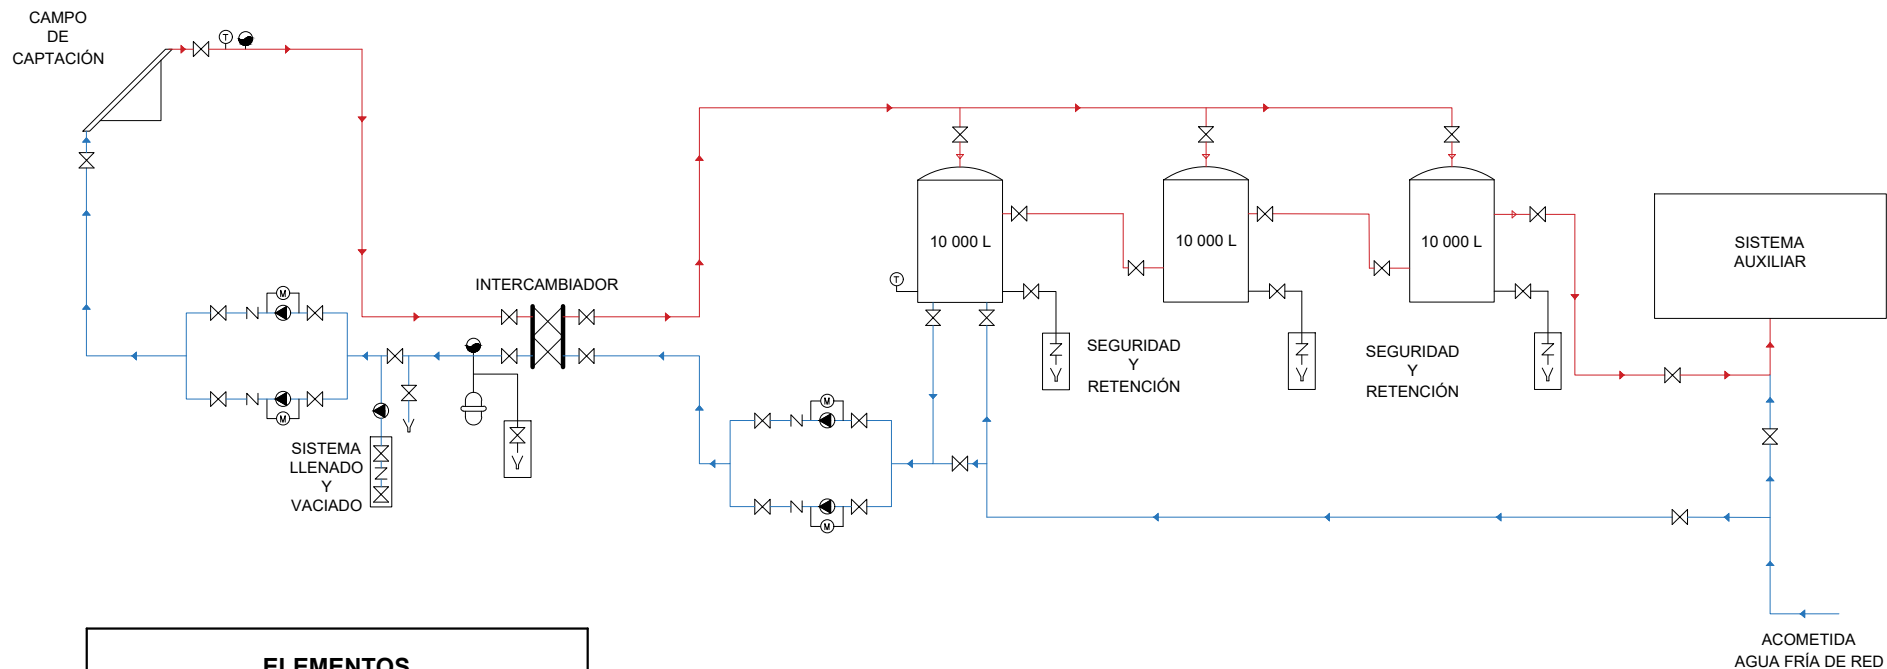 CAMPO
DE
CAPTACIÓN
T
INTERCAMBIADOR
10 000 L
10 000 L
10 000 L
SISTEMA
AUXILIAR
T
M
M
SEGURIDAD
Y
RETENCIÓN
SEGURIDAD
Y
RETENCIÓN
M
M
SISTEMA
LLENADO
Y
VACIADO
ACOMETIDA
AGUA FRÍA DE RED
ELEMENTOS